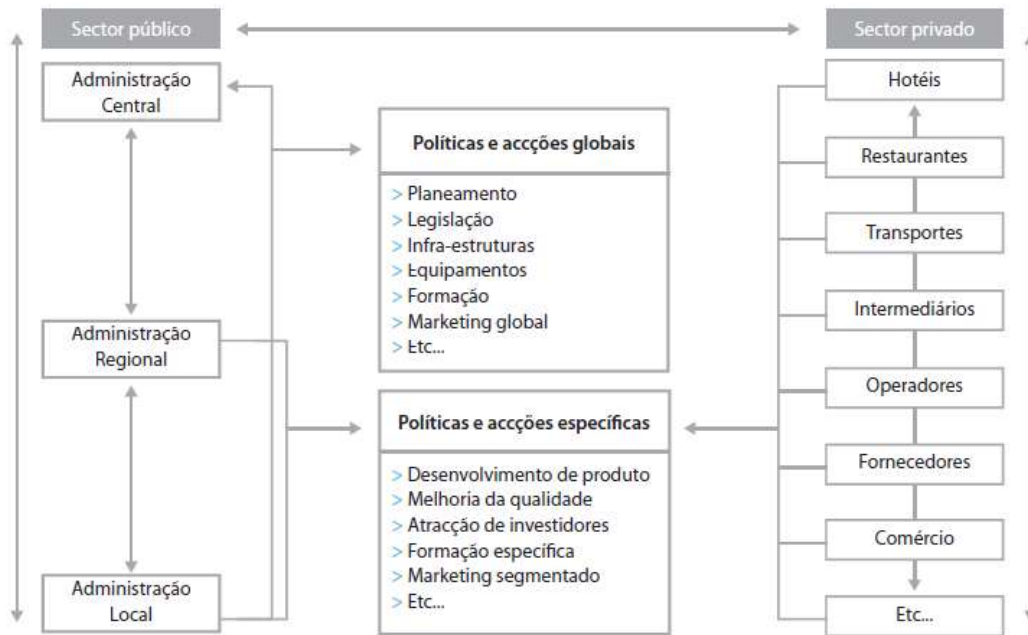 Sector público
Sector privado
Administração
Central
Administração
Regional
Administração
Local
Políticas e accções globais
> Planeamento
> Legislação
> Infra-estruturas
> Equipamentos
> Formação
> Marketing global
> Etc...
Políticas e accções específicas
> Desenvolvimento de produto
> Melhoria da qualidade
> Atracção de investidores
> Formação específica
> Marketing segmentado
> Etc...
Hotéis
Restaurantes
Transportes
Intermediários
Operadores
Fornecedores
Comércio
Etc...